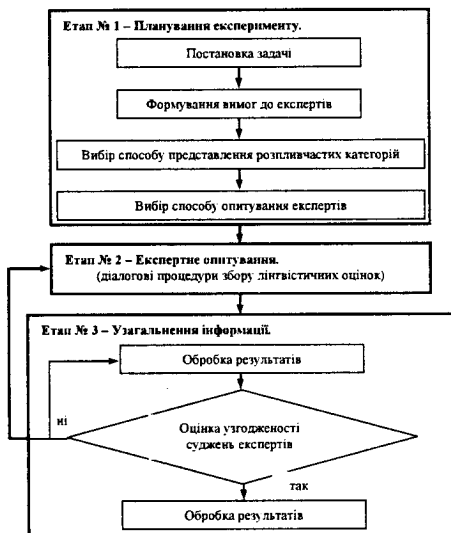 Етап № 1 – Планування експерименту.
Постановка задачі
Формування вимог до експертів
Вибір способу представлення розпливчастих категорій
Вибір способу опитування експертів
Етап № 2 – Експертне опитування.
(діалогові процедури збору лінгвістичних оцінок)
Етап № 3 – Узагальнення інформації.
Обробка результатів
ні
Оцінка узгодженості
суджень експертів
так
Обробка результатів